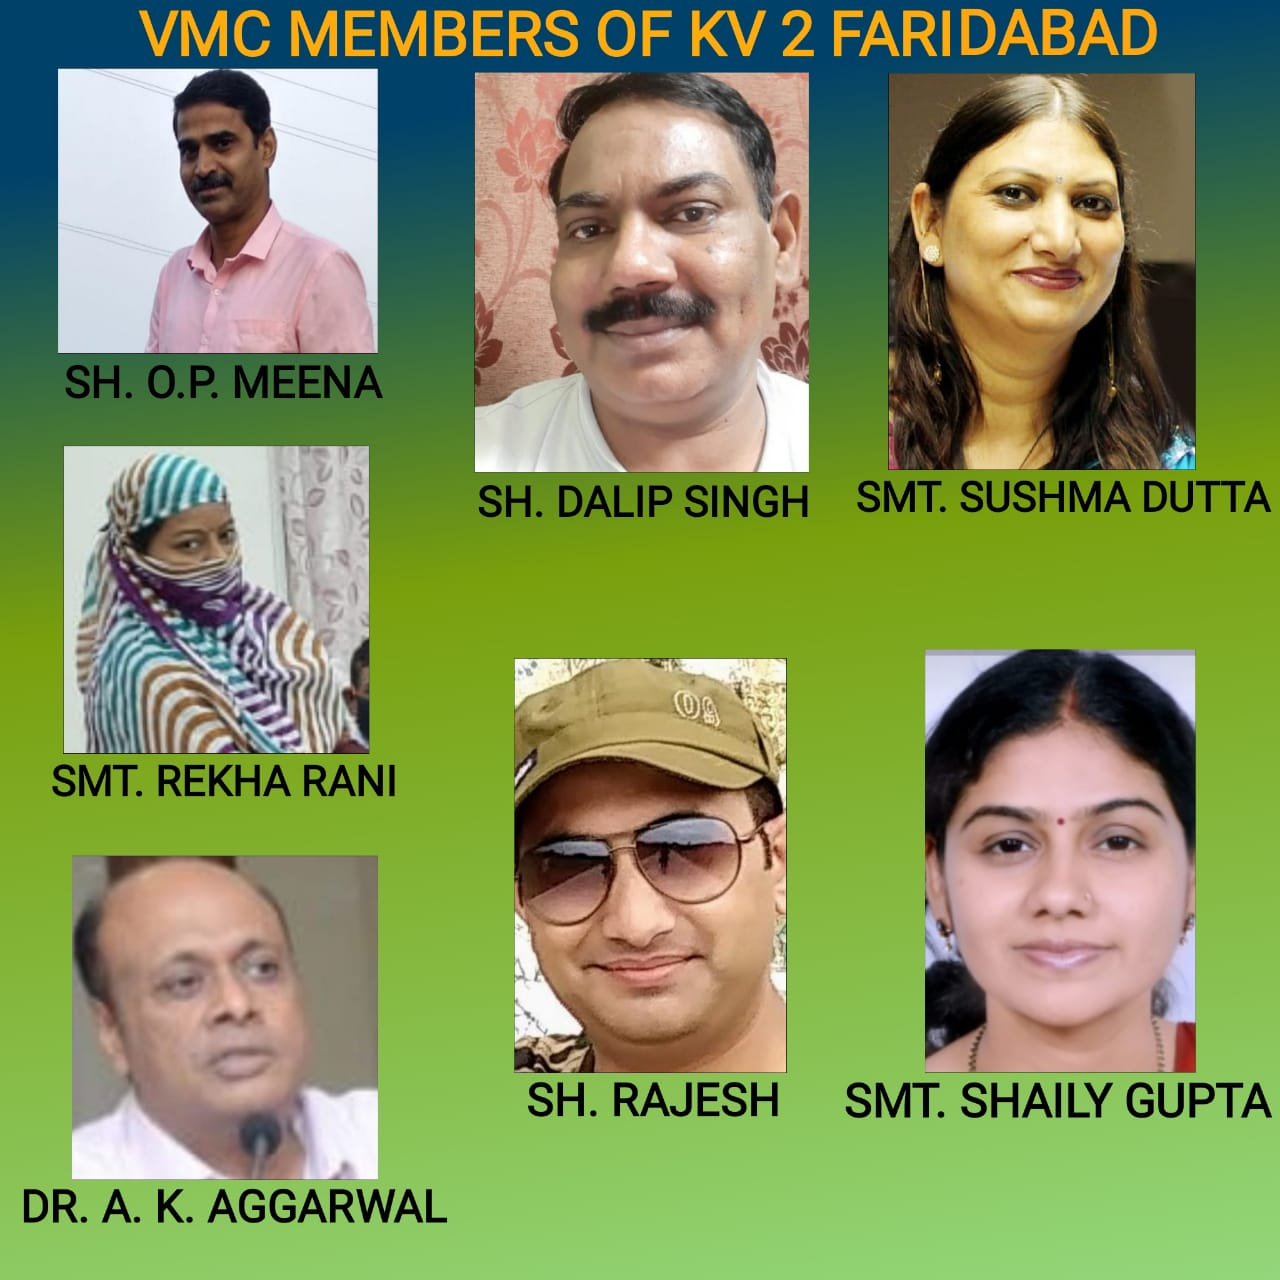 VMC MEMBERS OF KV 2 FARIDABAD
SH. O.P. MEENA
SH. DALIP SINGH
SMT. SUSHMA DUTTA
SMT. REKHA RANI
09
SH. RAJESH
SMT. SHAILY GUPTA
DR. A. K. AGGARWAL